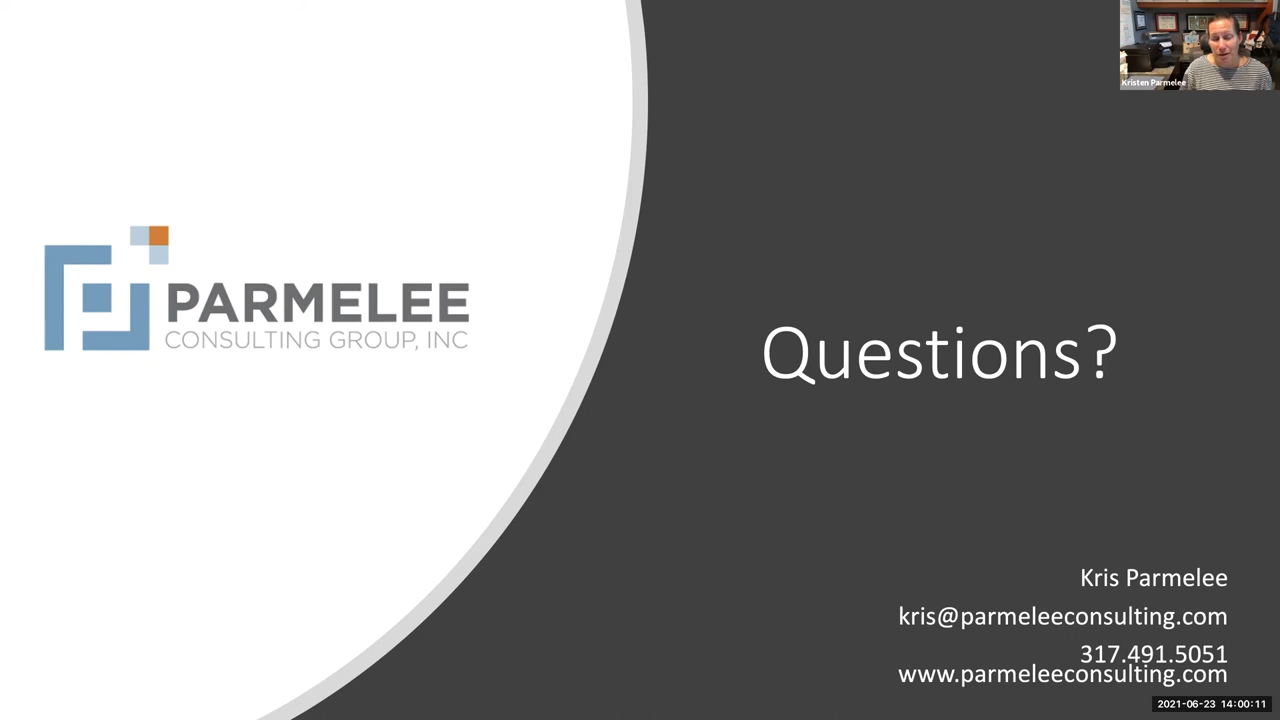 Kristen Parmelee
PARMELEE
CONSULTING GROUP, INC
Questions?
Kris Parmelee
kris@parmeleeconsulting.com
317.491.5051
www.parmeleeconsulting.com
2021-06-23 14:00:11